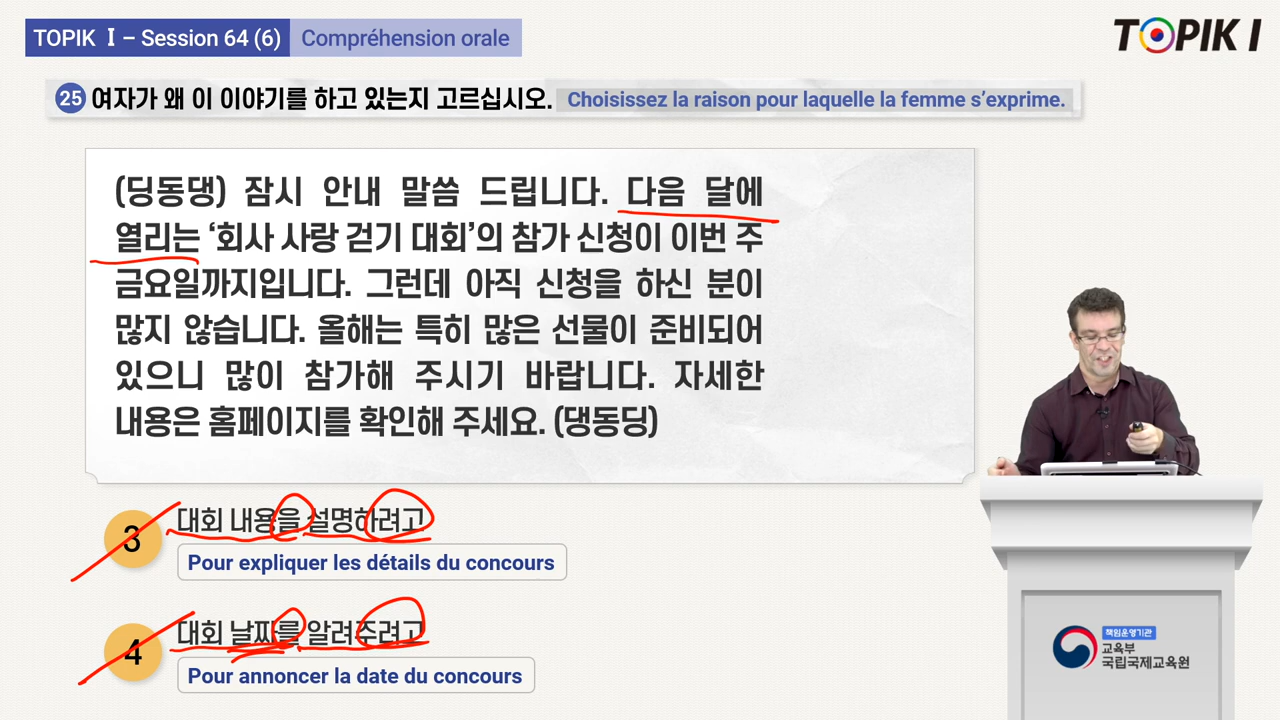 TOPIK Ⅰ – Session 64 (6) Compréhension orale
TOPIK I
25 여자가 왜 이 이야기를 하고 있는지 고르십시오. Choisissez la raison pour laquelle la femme s’exprime.
(딩동댕) 잠시 안내 말씀 드립니다. 다음 달에
열리는 ‘회사 사랑 걷기 대회’의 참가 신청이 이번 주
금요일까지입니다. 그런데 아직 신청을 하신 분이
많지 않습니다. 올해는 특히 많은 선물이 준비되어
있으니 많이 참가해 주시기 바랍니다. 자세한
내용은 홈페이지를 확인해 주세요. (댕동딩)
3 대회 내용을 설명하려고
Pour expliquer les détails du concours
4 대회 날짜를 알려주려고
Pour annoncer la date du concours
책임운영기관
교육부
국립국제교육원